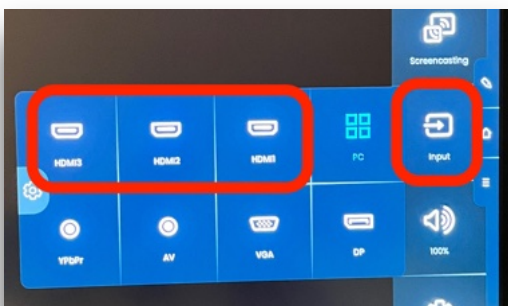 Screencasting
HDMI3
HDMI2
HDMI1
PC
Input
YPbPr
AV
VGA
DP
100%